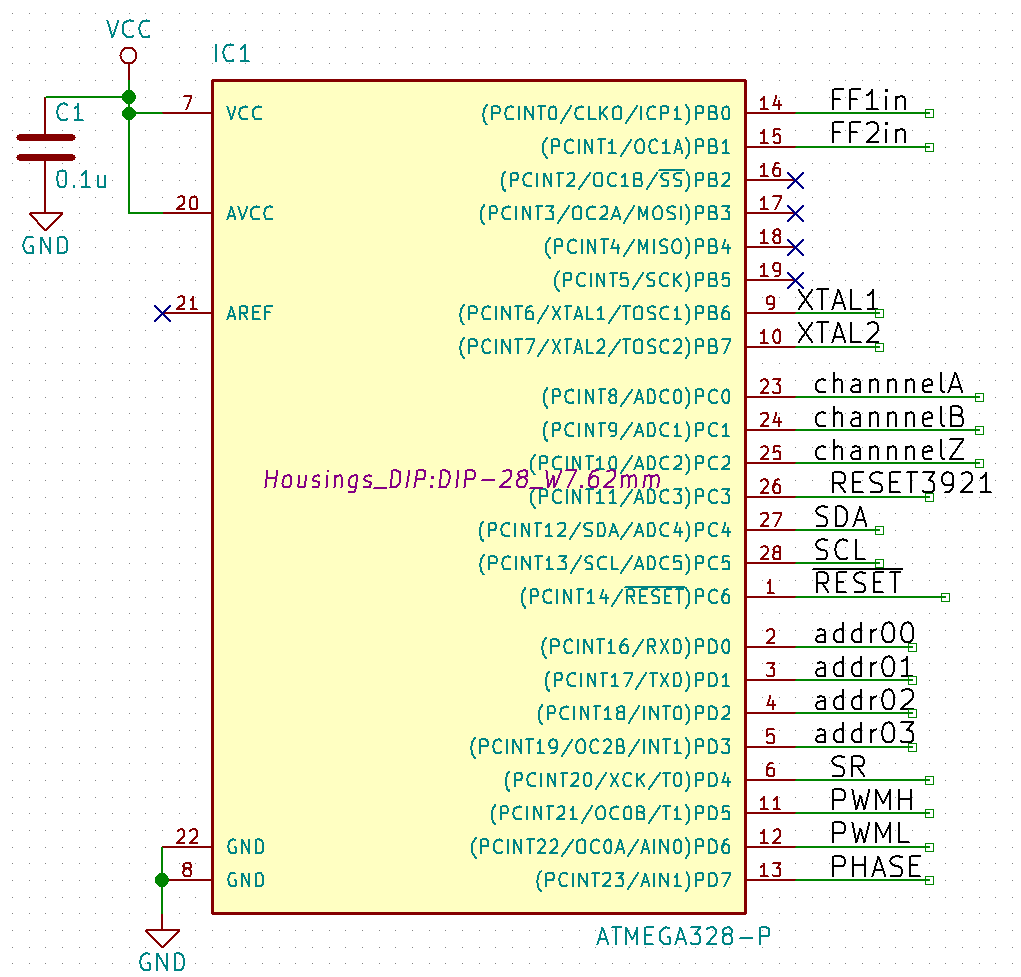 VCC
IC1
C1
0.1u
GND
7 VCC
20 AVCC
21 AREF
22 GND
8 GND
GND
(PCINT0/CLKO/ICP1)PB0 14 FF1in
(PCINT1/OC1A)PB1 15 FF2in
(PCINT2/OC1B/SS)PB2 16
(PCINT3/OC2A/MOSI)PB3 17
(PCINT4/MISO)PB4 18
(PCINT5/SCK)PB5 19
(PCINT6/XTAL1/TOSC1)PB6 9 XTAL1
(PCINT7/XTAL2/TOSC2)PB7 10 XTAL2
(PCINT8/ADC0)PC0 23 channnelA
(PCINT9/ADC1)PC1 24 channnelB
(PCINT10/ADC2)PC2 25 channnelZ
Housings_DIP:DIP-28_W7.62mm
(PCINT11/ADC3)PC3 26 RESET3921
(PCINT12/SDA/ADC4)PC4 27 SDA
(PCINT13/SCL/ADC5)PC5 28 SCL
(PCINT14/RESET)PC6 1 RESET
(PCINT16/RXD)PD0 2 addr00
(PCINT17/TXD)PD1 3 addr01
(PCINT18/INT0)PD2 4 addr02
(PCINT19/OC2B/INT1)PD3 5 addr03
(PCINT20/XCK/T0)PD4 6 SR
(PCINT21/OC0B/T1)PD5 11 PWMH
(PCINT22/OC0A/AIN0)PD6 12 PWML
(PCINT23/AIN1)PD7 13 PHASE
ATMEGA328-P